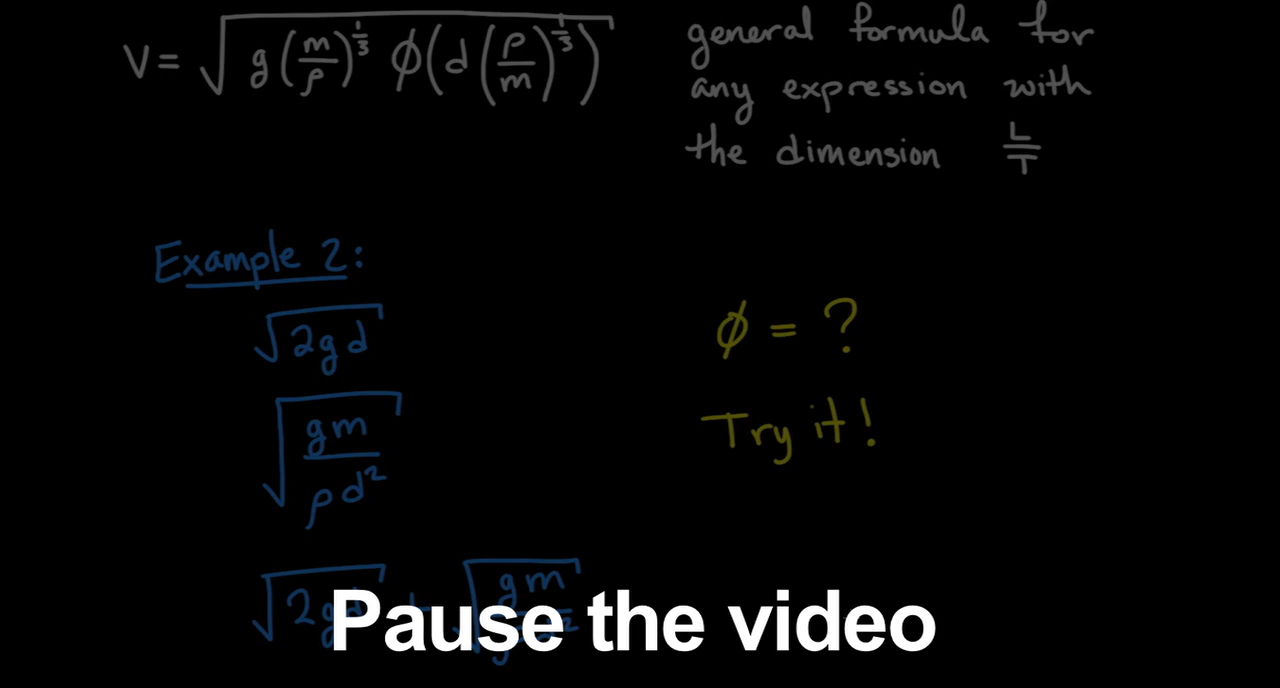 V = √(g(m/ρ)^(1/3) ϕ(d(ρ/m)^(1/3)))
general formula for
any expression with
the dimension L/T
Example 2:
√(2gd)
ϕ = ?
√(gm/ρd²)
Try it!
Pause the video